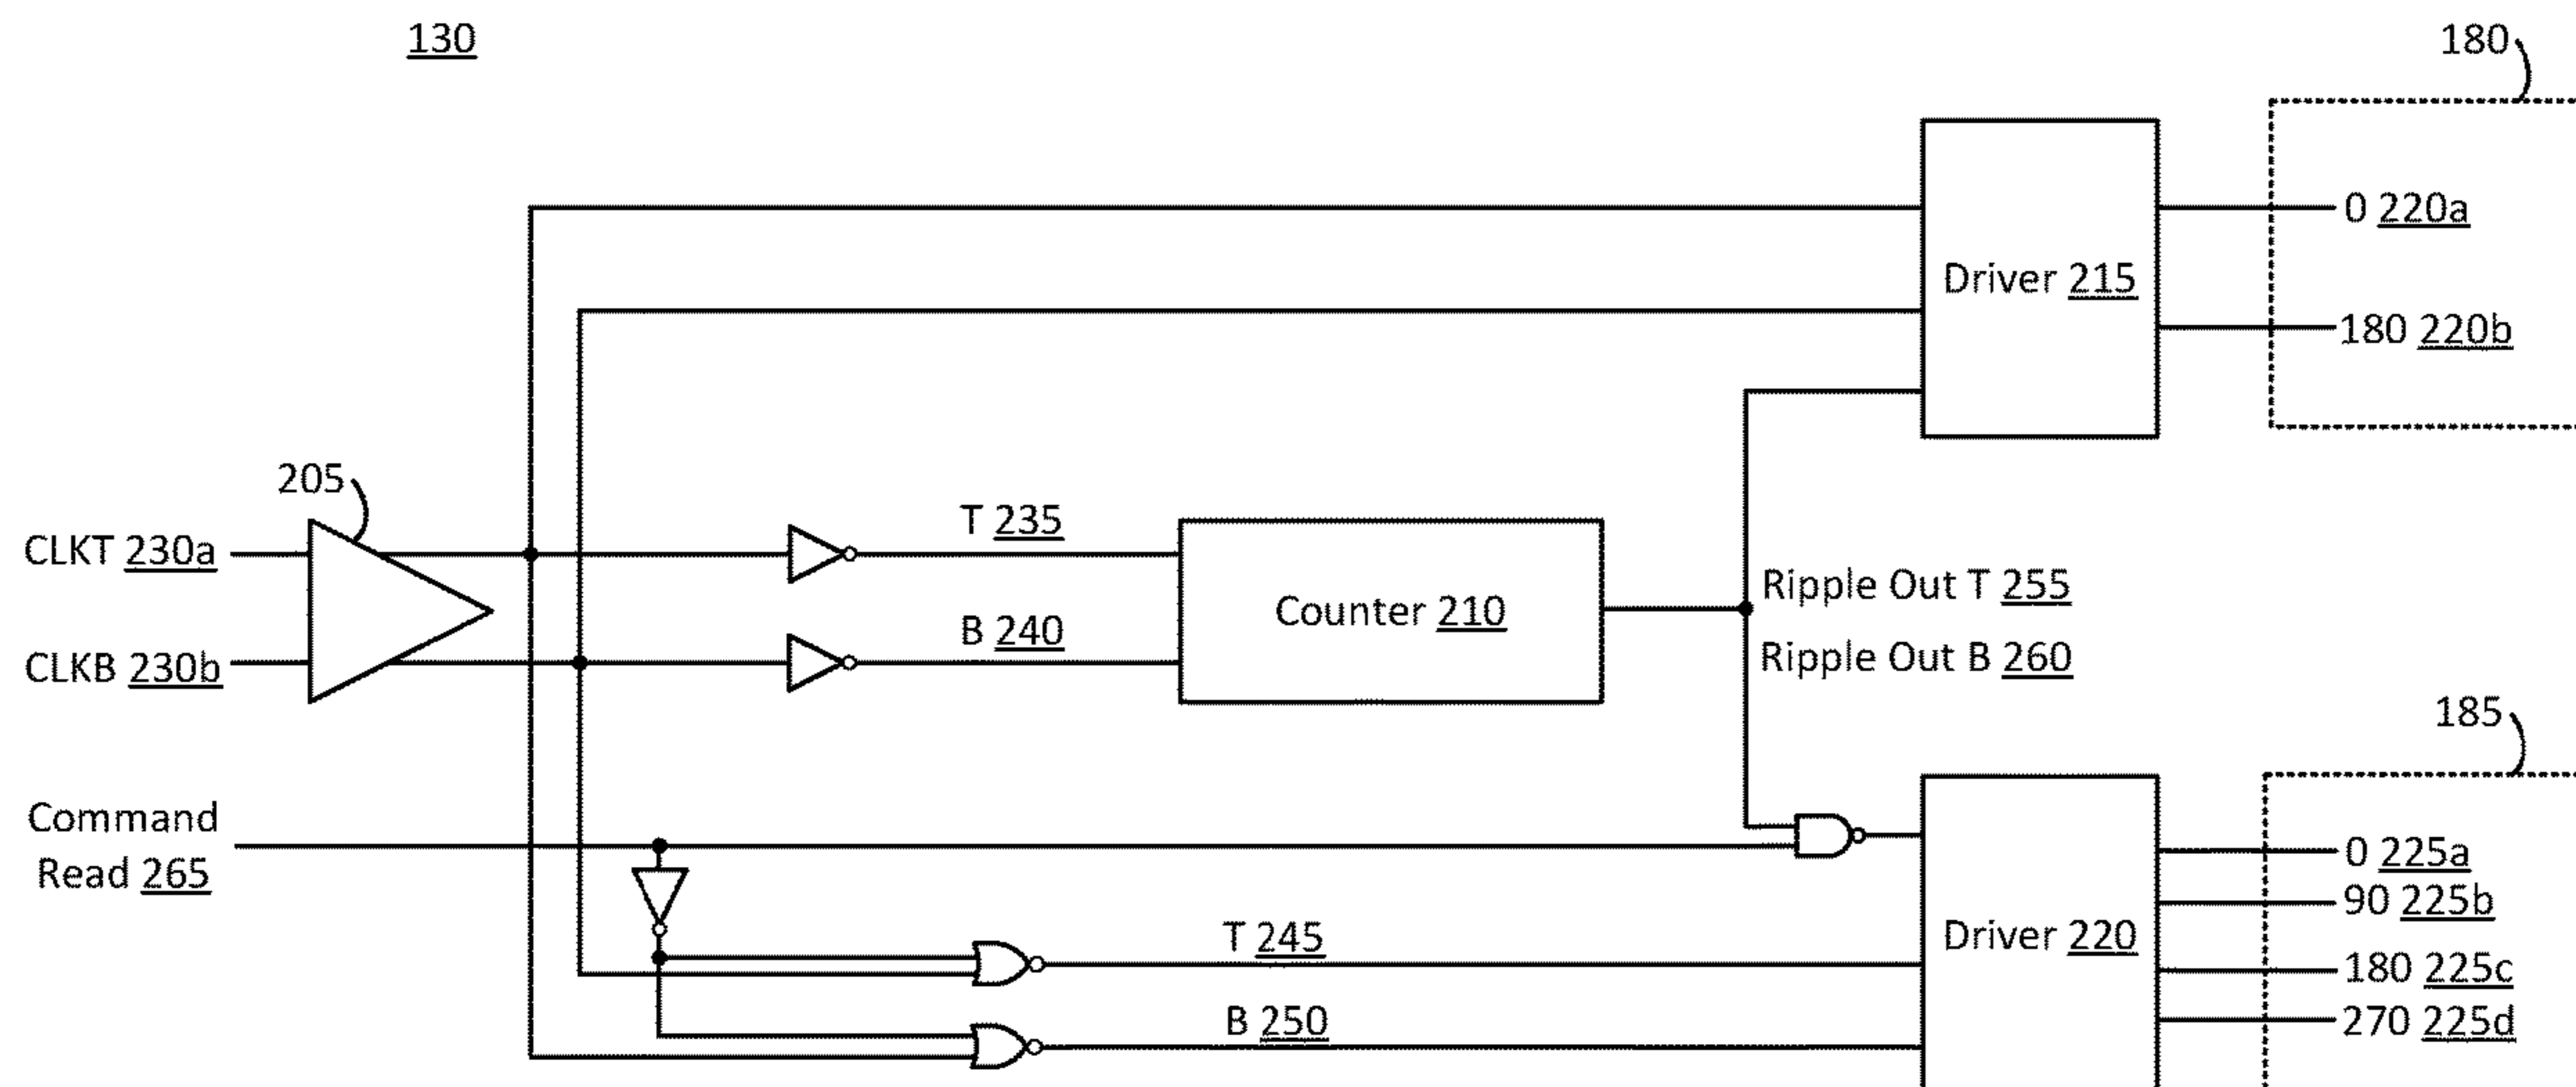 130
180
0 220a
Driver 215
180 220b
205
T 235
CLKT 230a
Ripple Out T 255
Counter 210
B 240
Ripple Out B 260
CLKB 230b
185
Command
Read 265
0 225a
90 225b
T 245
Driver 220
180 225c
B 250
270 225d